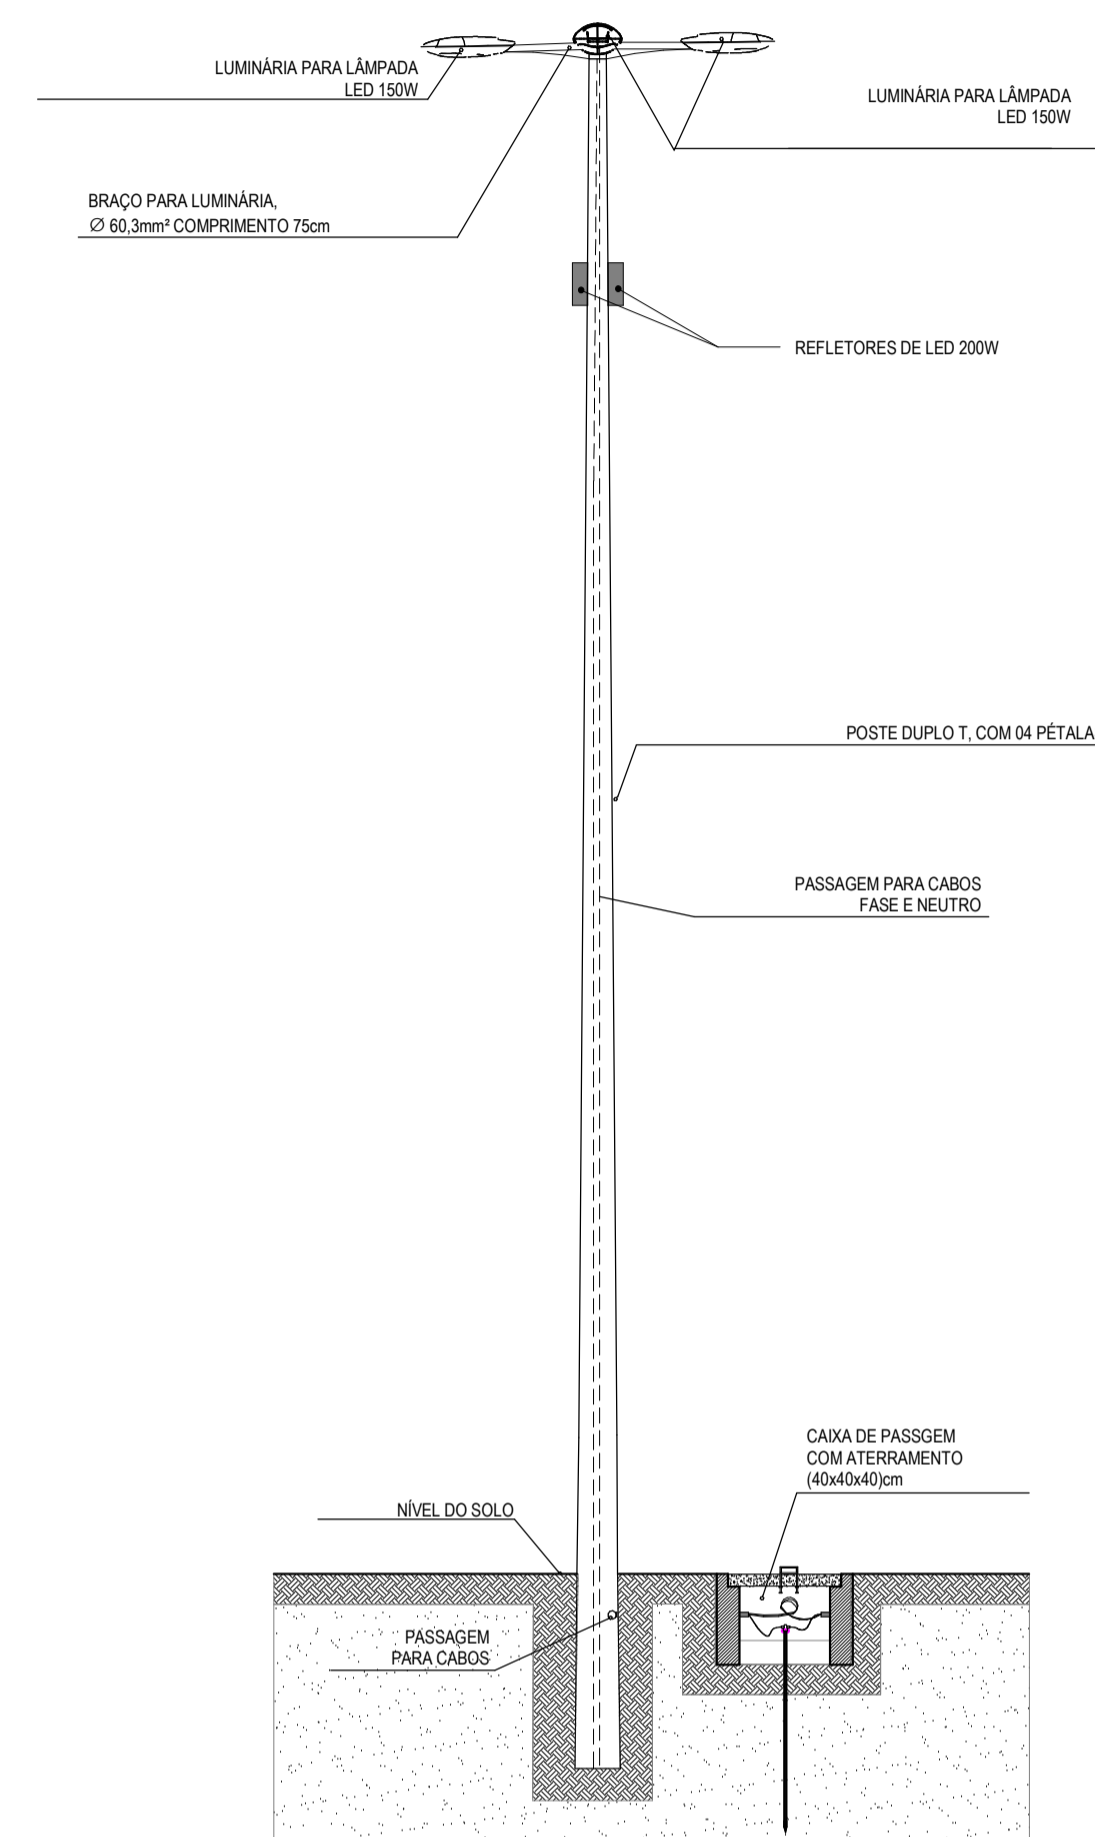 LUMINÁRIA PARA LÂMPADA
LED 150W
LUMINÁRIA PARA LÂMPADA
LED 150W
BRAÇO PARA LUMINÁRIA,
∅ 60,3mm² COMPRIMENTO 75cm
REFLETORES DE LED 200W
POSTE DUPLO T, COM 04 PÉTALA
PASSAGEM PARA CABOS
FASE E NEUTRO
CAIXA DE PASSGEM
COM ATERRAMENTO
(40x40x40)cm
NÍVEL DO SOLO
PASSAGEM
PARA CABOS